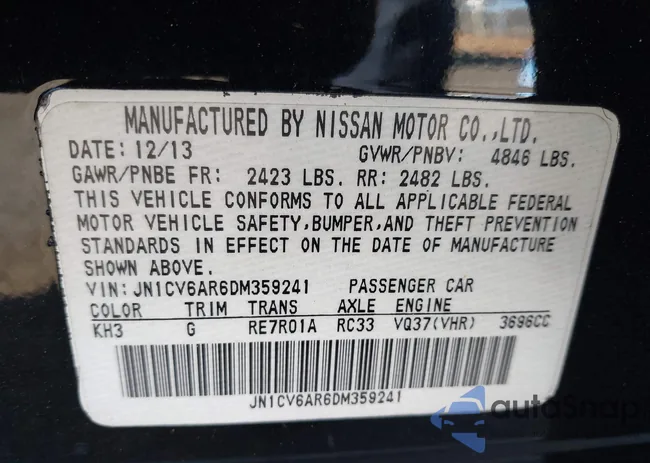 MANUFACTURED BY NISSAN MOTOR CO.,LTD.
DATE: 12/13 GVWR/PNBV: 4846 LBS.
GAWR/PNBE FR: 2423 LBS. RR: 2482 LBS.
THIS VEHICLE CONFORMS TO ALL APPLICABLE FEDERAL
MOTOR VEHICLE SAFETY,BUMPER,AND THEFT PREVENTION
STANDARDS IN EFFECT ON THE DATE OF MANUFACTURE
SHOWN ABOVE.
VIN: JN1CV6AR6DM359241 PASSENGER CAR
COLOR TRIM TRANS AXLE ENGINE
KH3 G RE7R01A RC33 VQ37(VHR) 3696CC
JN1CV6AR6DM359241
autoSnap